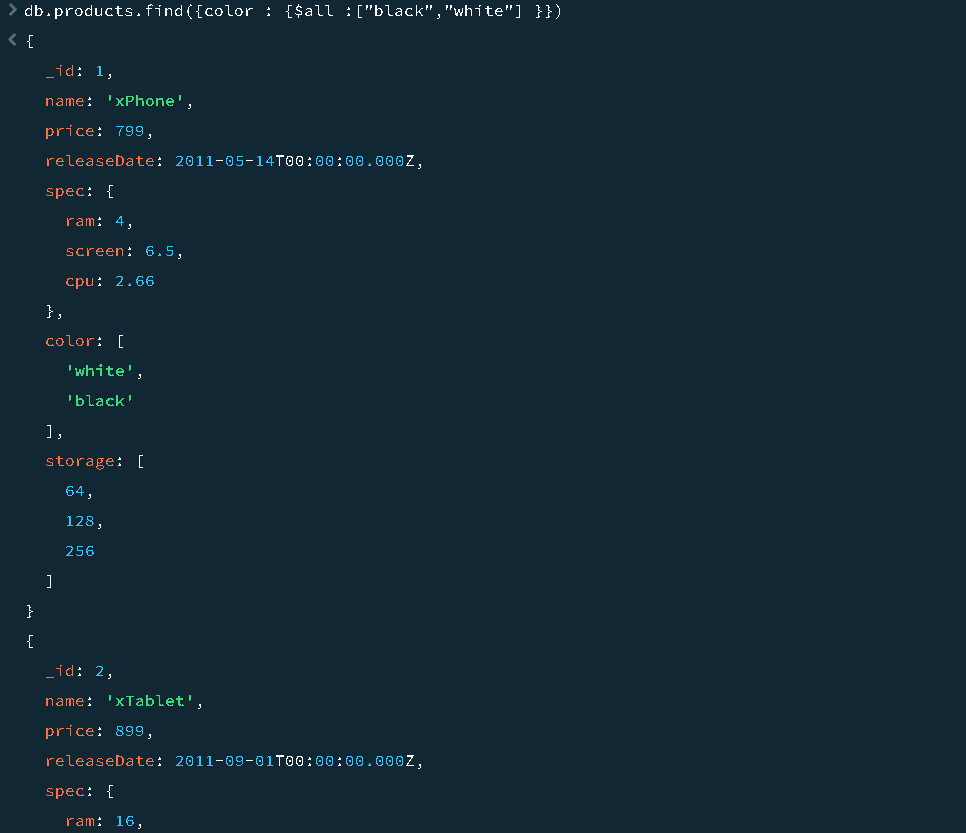 > db.products.find({color : {$all :["black","white"] }})
< {
_id: 1,
name: 'xPhone',
price: 799,
releaseDate: 2011-05-14T00:00:00.000Z,
spec: {
ram: 4,
screen: 6.5,
cpu: 2.66
},
color: [
'white',
'black'
],
storage: [
64,
128,
256
]
}
{
_id: 2,
name: 'xTablet',
price: 899,
releaseDate: 2011-09-01T00:00:00.000Z,
spec: {
ram: 16,